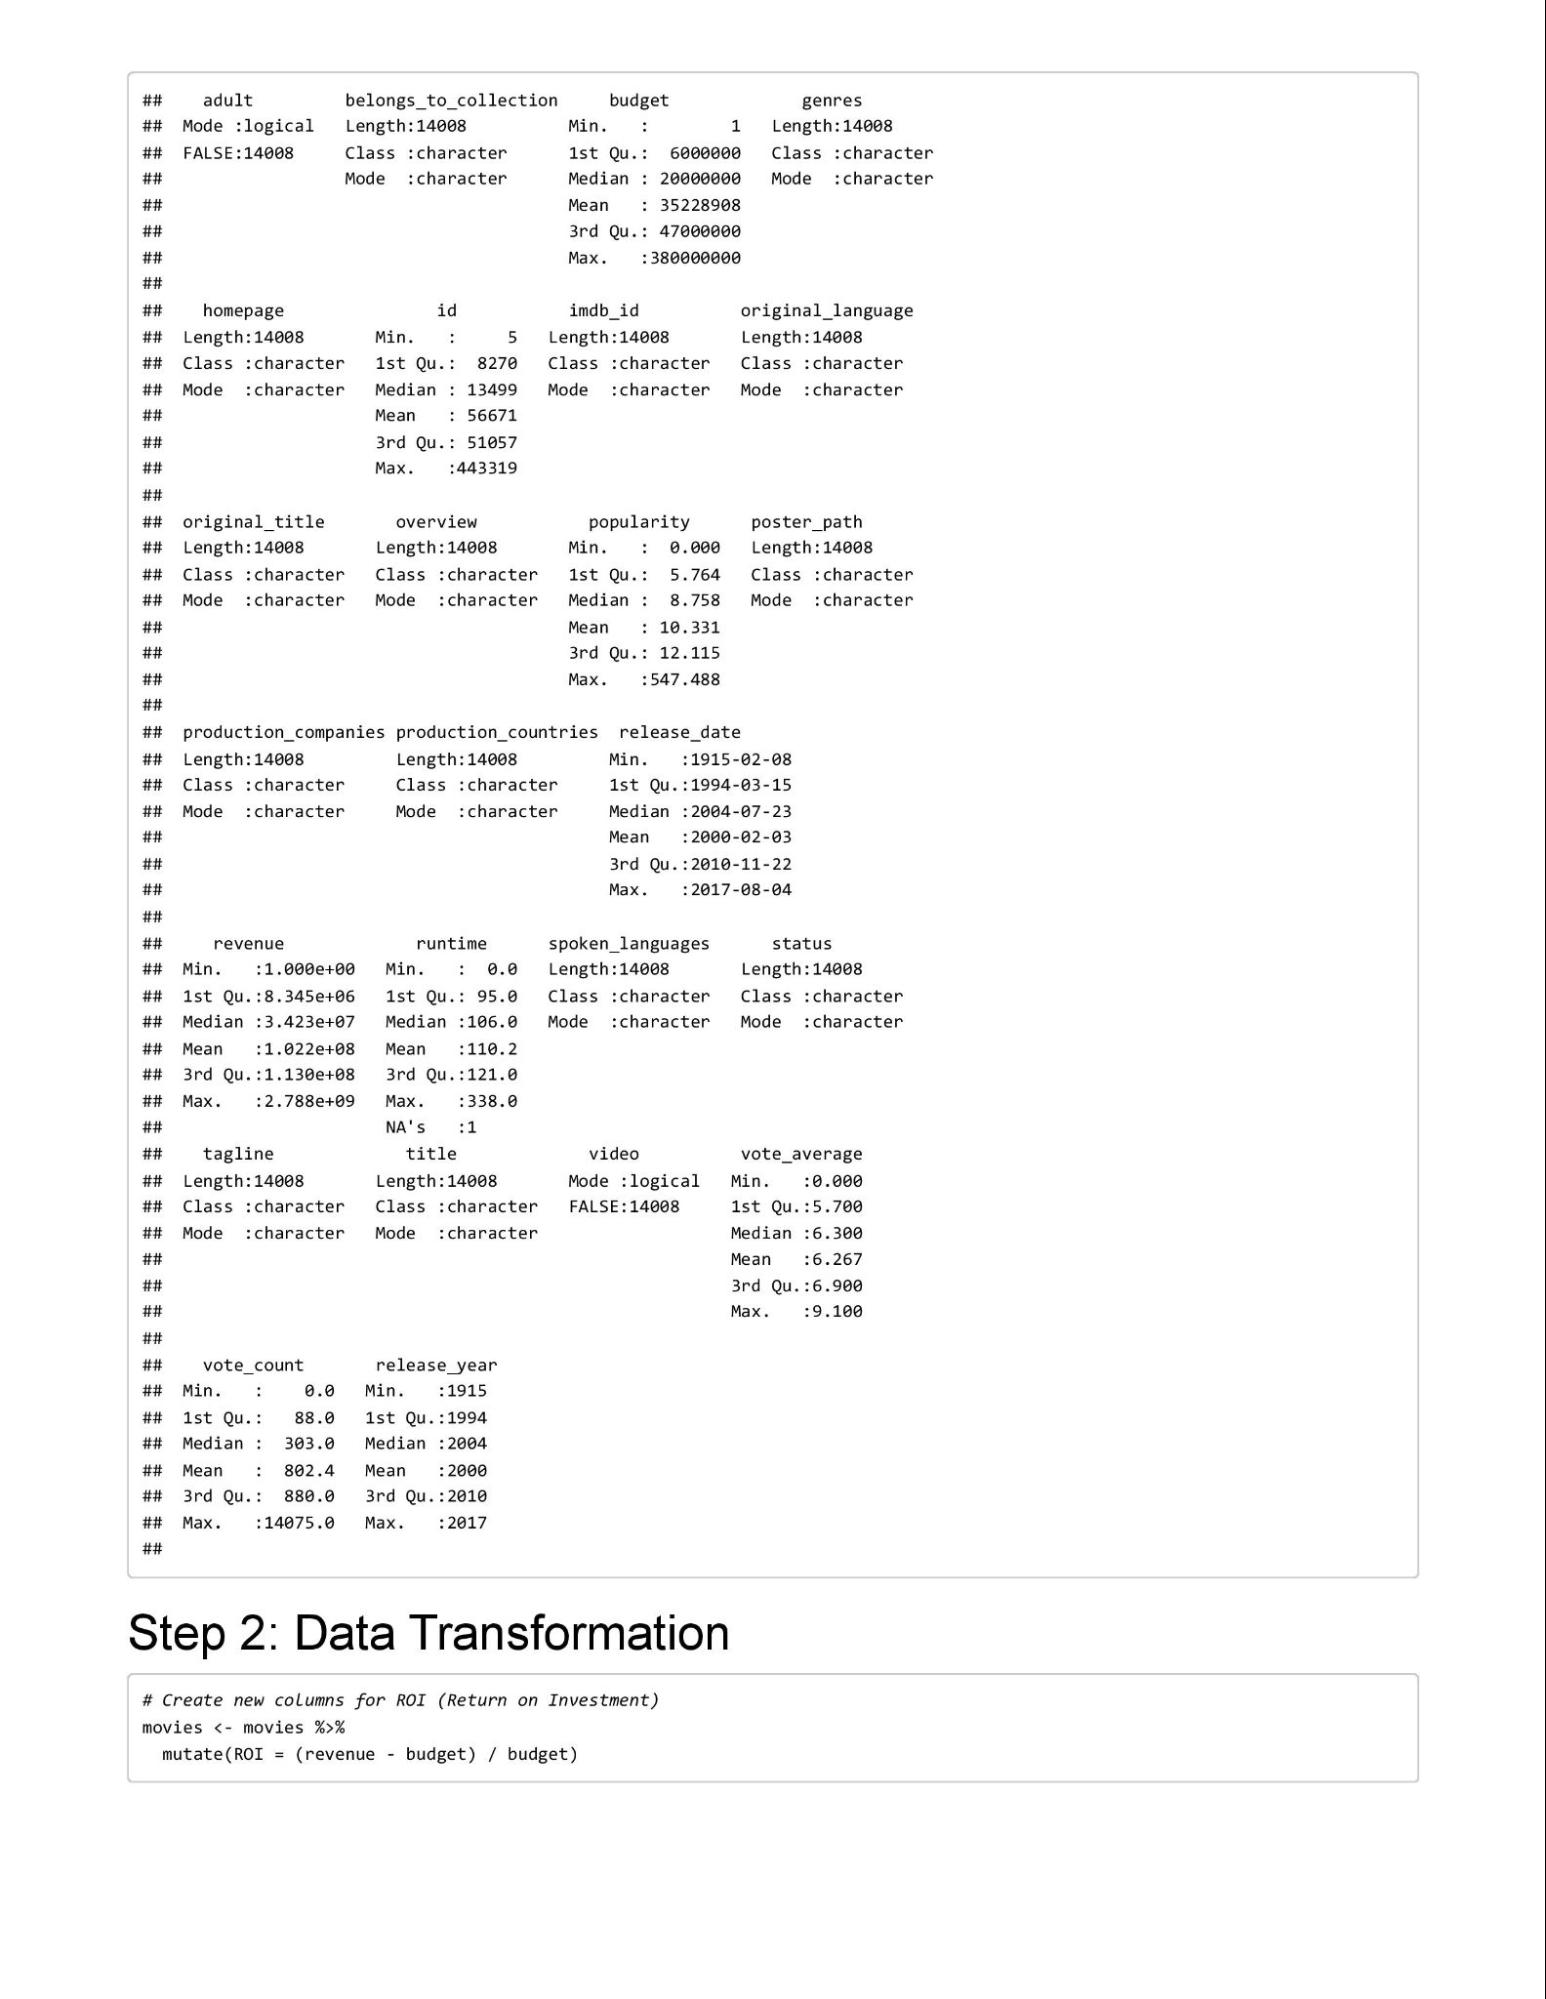 ##    adult         belongs_to_collection     budget             genres
##  Mode :logical   Length:14008          Min.   :        1   Length:14008
##  FALSE:14008     Class :character      1st Qu.:  6000000   Class :character
##                  Mode  :character      Median : 20000000   Mode  :character
##                                        Mean   : 35228908
##                                        3rd Qu.: 47000000
##                                        Max.   :380000000
##
##    homepage               id           imdb_id          original_language
##  Length:14008       Min.   :     5   Length:14008       Length:14008
##  Class :character   1st Qu.:  8270   Class :character   Class :character
##  Mode  :character   Median : 13499   Mode  :character   Mode  :character
##                     Mean   : 56671
##                     3rd Qu.: 51057
##                     Max.   :443319
##
##  original_title       overview           popularity      poster_path
##  Length:14008       Length:14008       Min.   :  0.000   Length:14008
##  Class :character   Class :character   1st Qu.:  5.764   Class :character
##  Mode  :character   Mode  :character   Median :  8.758   Mode  :character
##                                        Mean   : 10.331
##                                        3rd Qu.: 12.115
##                                        Max.   :547.488
##
##  production_companies production_countries  release_date
##  Length:14008         Length:14008         Min.   :1915-02-08
##  Class :character     Class :character     1st Qu.:1994-03-15
##  Mode  :character     Mode  :character     Median :2004-07-23
##                                            Mean   :2000-02-03
##                                            3rd Qu.:2010-11-22
##                                            Max.   :2017-08-04
##
##     revenue             runtime      spoken_languages      status
##  Min.   :1.000e+00   Min.   :  0.0   Length:14008       Length:14008
##  1st Qu.:8.345e+06   1st Qu.: 95.0   Class :character   Class :character
##  Median :3.423e+07   Median :106.0   Mode  :character   Mode  :character
##  Mean   :1.022e+08   Mean   :110.2
##  3rd Qu.:1.130e+08   3rd Qu.:121.0
##  Max.   :2.788e+09   Max.   :338.0
##                      NA's   :1
##    tagline             title             video          vote_average
##  Length:14008       Length:14008       Mode :logical   Min.   :0.000
##  Class :character   Class :character   FALSE:14008     1st Qu.:5.700
##  Mode  :character   Mode  :character                   Median :6.300
##                                                        Mean   :6.267
##                                                        3rd Qu.:6.900
##                                                        Max.   :9.100
##
##    vote_count       release_year
##  Min.   :    0.0   Min.   :1915
##  1st Qu.:   88.0   1st Qu.:1994
##  Median :  303.0   Median :2004
##  Mean   :  802.4   Mean   :2000
##  3rd Qu.:  880.0   3rd Qu.:2010
##  Max.   :14075.0   Max.   :2017
##
Step 2: Data Transformation
# Create new columns for ROI (Return on Investment)
movies <- movies %>%
  mutate(ROI = (revenue - budget) / budget)